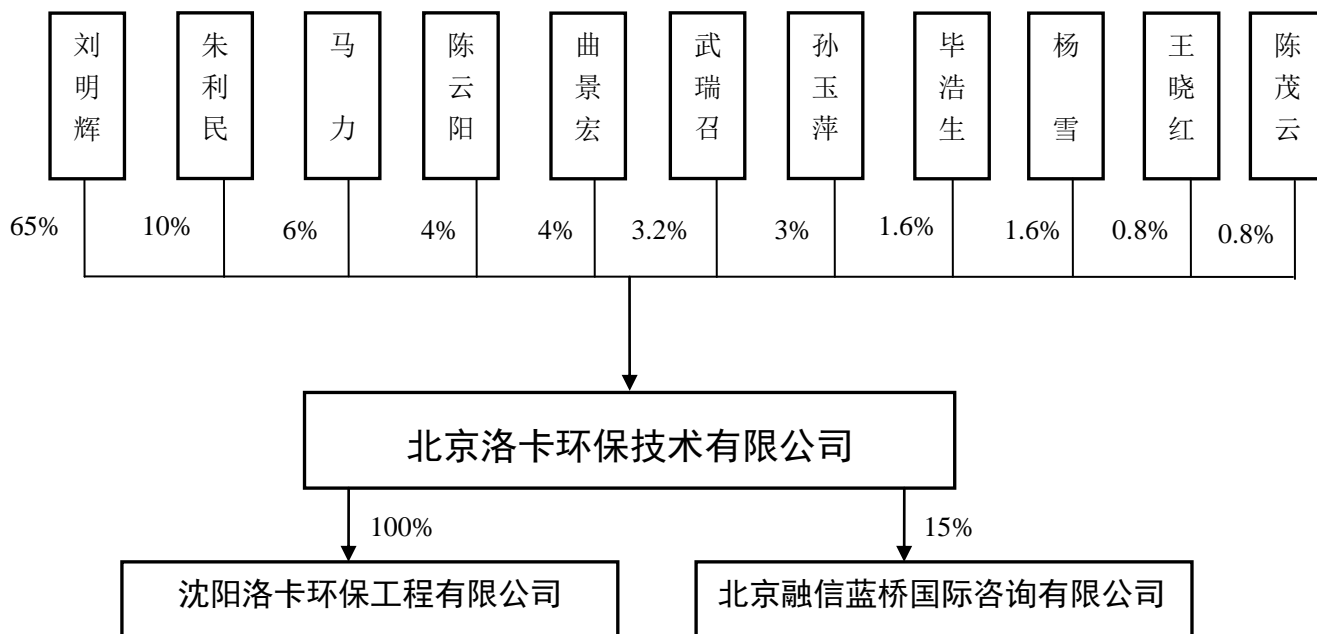 刘明辉
朱利民
马力
陈云阳
曲景宏
武瑞召
孙玉萍
毕浩生
杨雪
王晓红
陈茂云
65%
10%
6%
4%
4%
3.2%
3%
1.6%
1.6%
0.8%
0.8%
北京洛卡环保技术有限公司
100%
15%
沈阳洛卡环保工程有限公司
北京融信蓝桥国际咨询有限公司